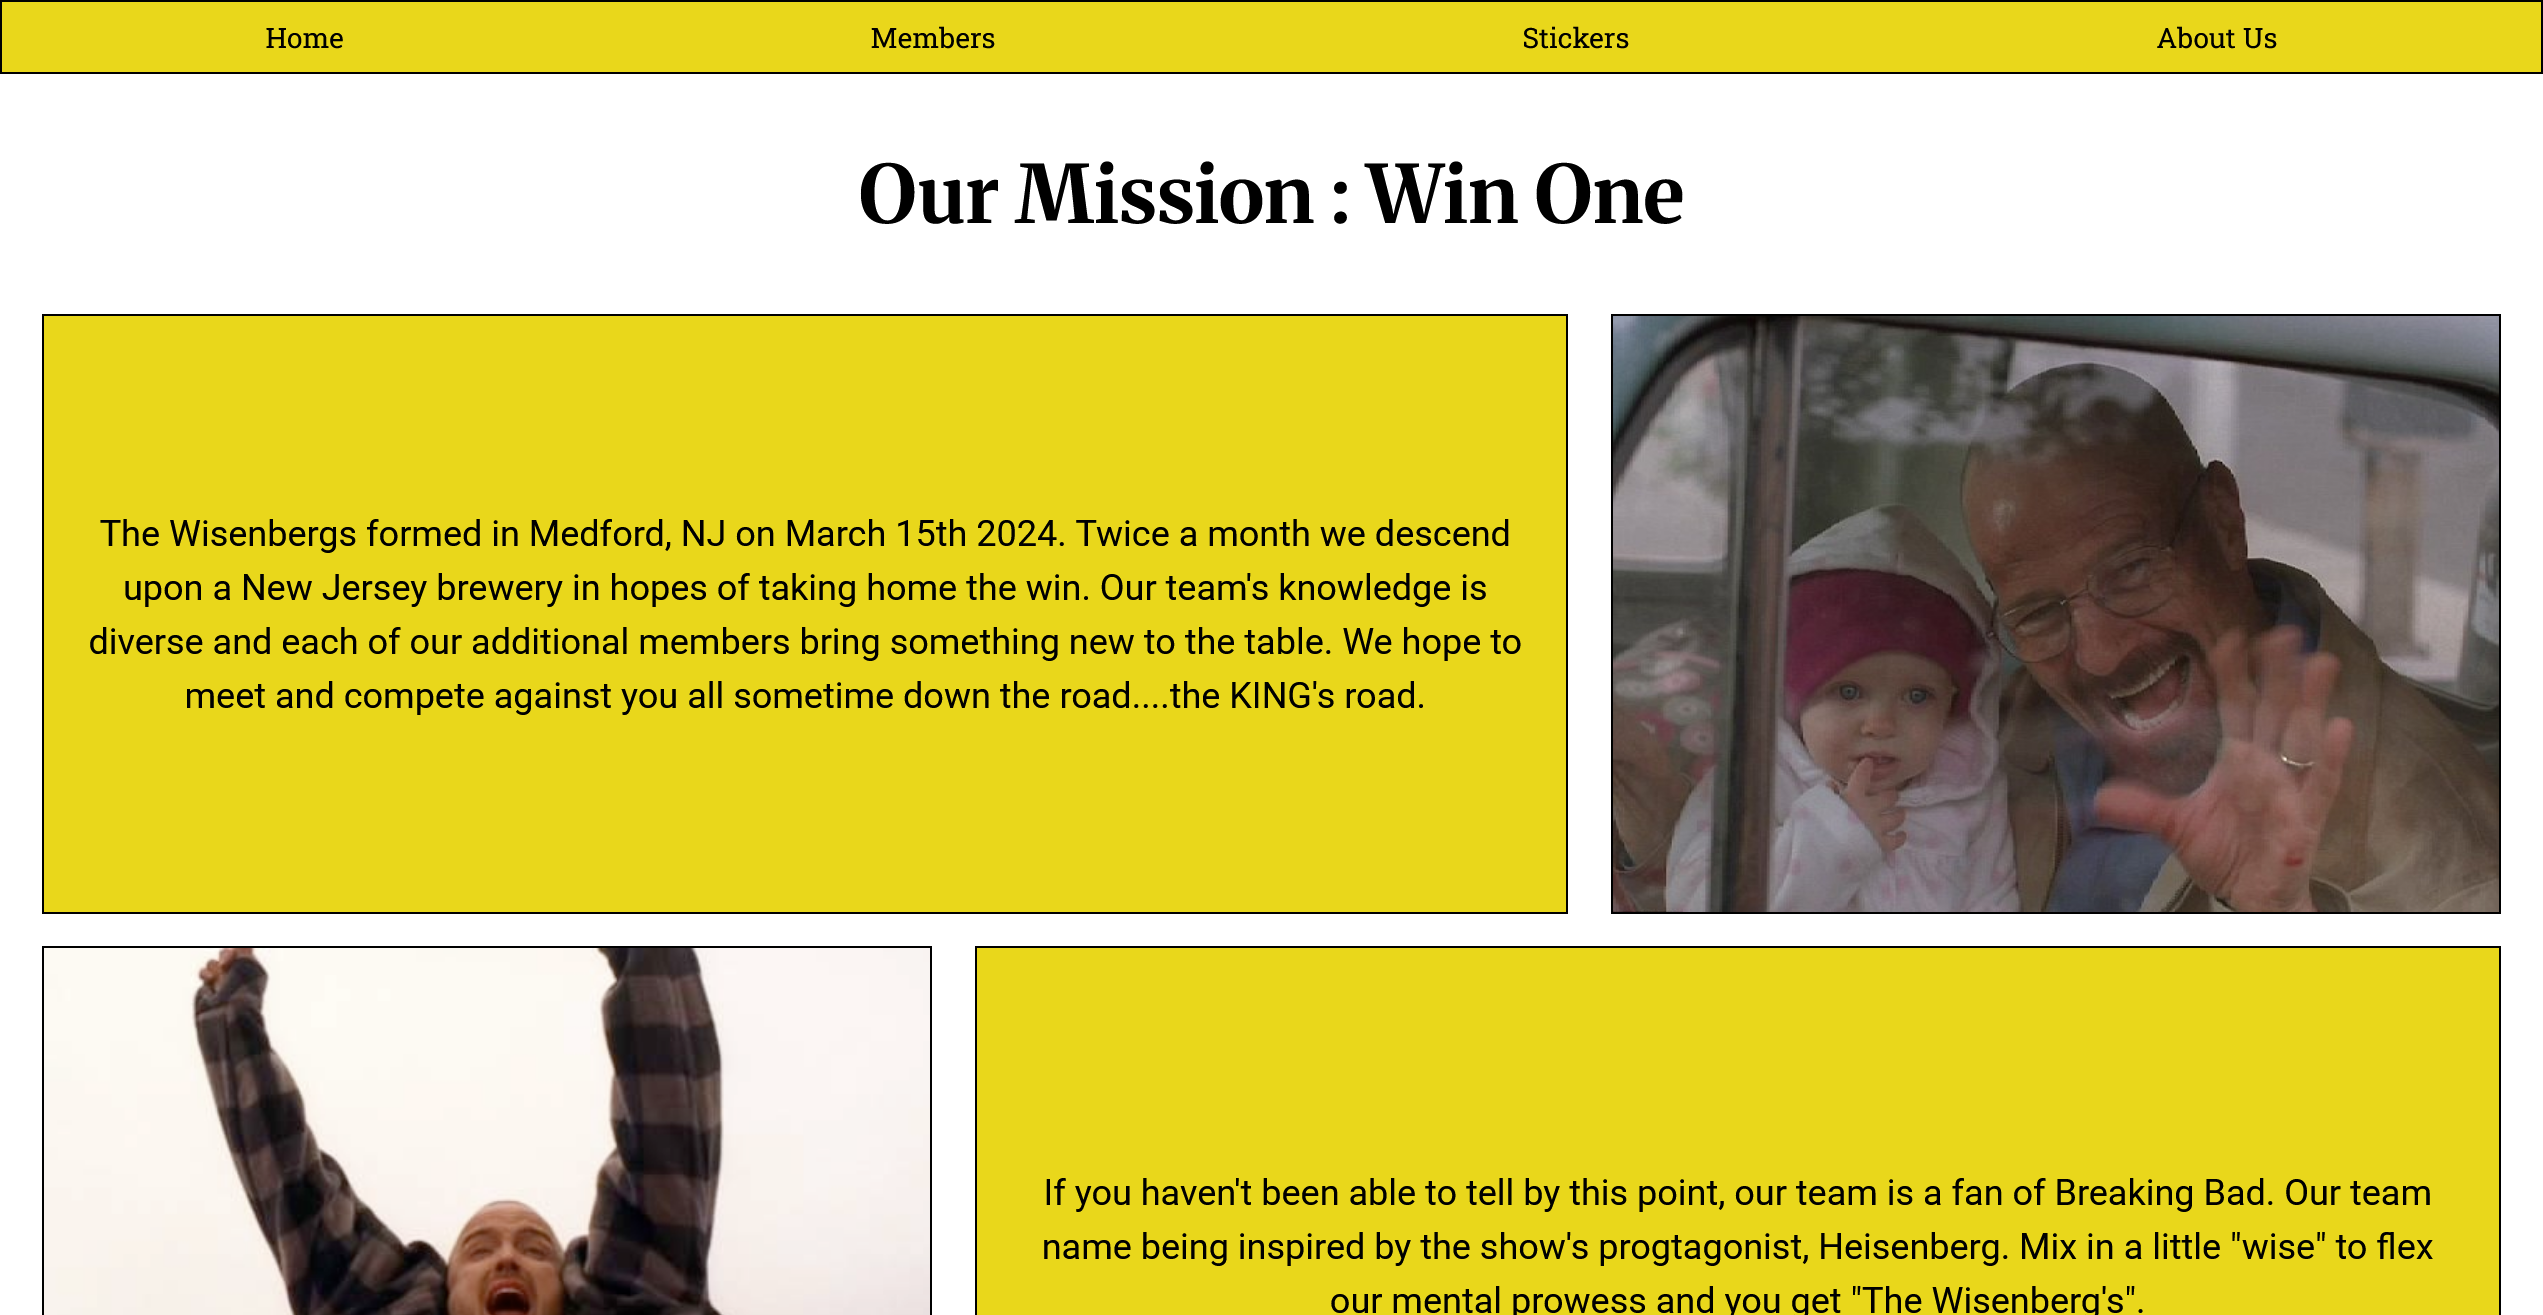 Home Members Stickers About Us
Our Mission : Win One
The Wisenbergs formed in Medford, NJ on March 15th 2024. Twice a month we descend
upon a New Jersey brewery in hopes of taking home the win. Our team's knowledge is
diverse and each of our additional members bring something new to the table. We hope to
meet and compete against you all sometime down the road....the KING's road.
If you haven't been able to tell by this point, our team is a fan of Breaking Bad. Our team
name being inspired by the show's progtagonist, Heisenberg. Mix in a little "wise" to flex
our mental prowess and you get "The Wisenberg's".